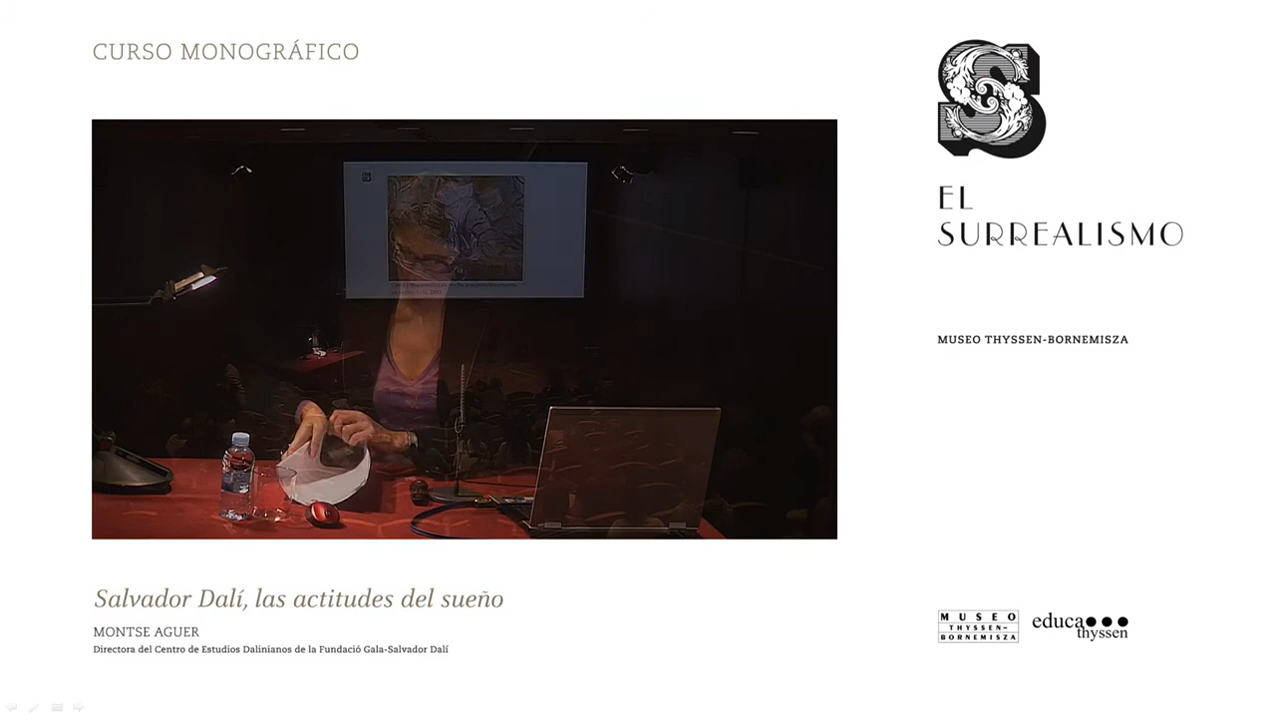 CURSO MONOGRÁFICO
EL
SURREALISMO
MUSEO THYSSEN-BORNEMISZA
Salvador Dalí, las actitudes del sueño
MONTSE AGUER
Directora del Centro de Estudios Dalinianos de la Fundació Gala-Salvador Dalí
MUSEO
THYSSEN-
BORNEMISZA
educa
thyssen